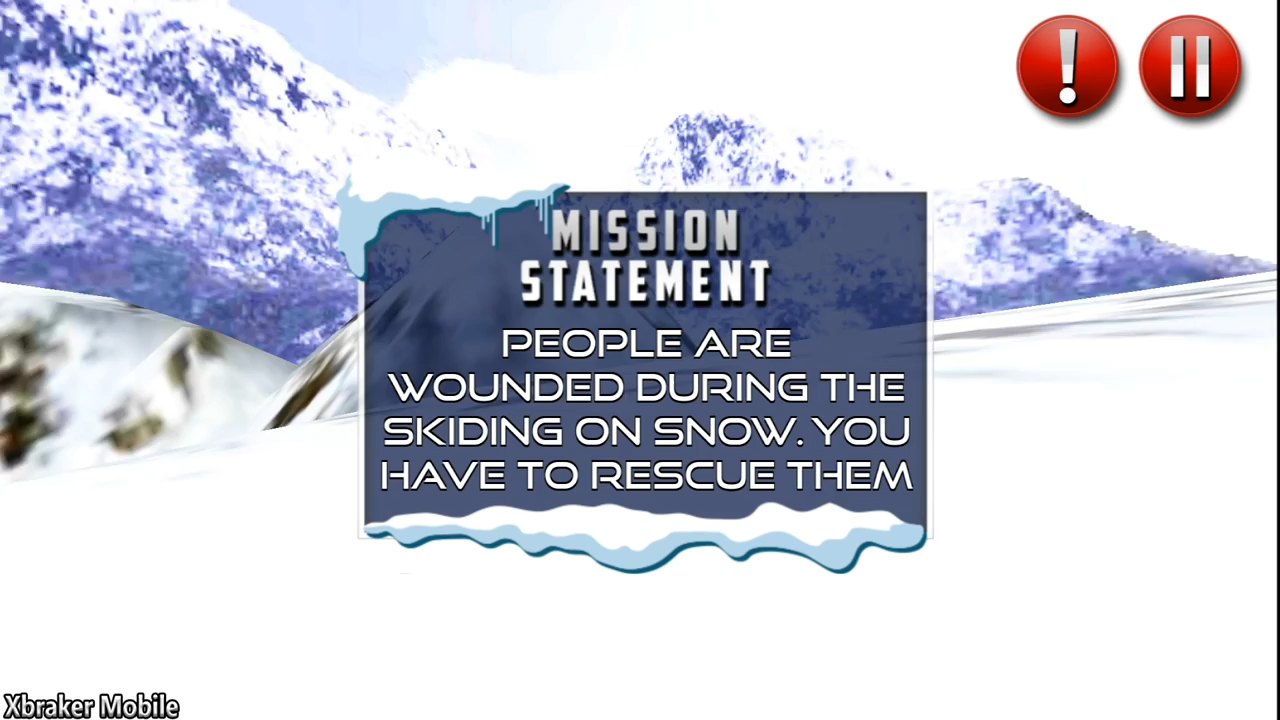 MISSION
STATEMENT
PEOPLE ARE
WOUNDED DURING THE
SKIDING ON SNOW. YOU
HAVE TO RESCUE THEM
Xbraker Mobile